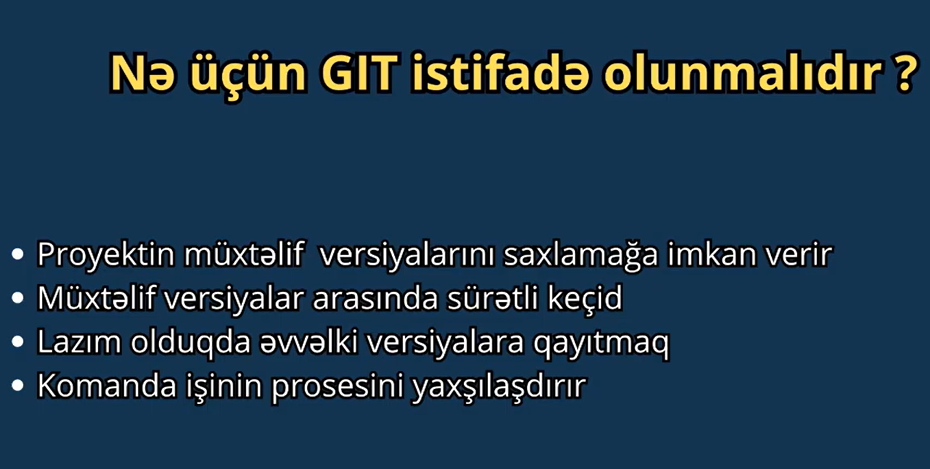 Nə üçün GIT istifadə olunmalıdır ?
• Proyektin müxtəlif versiyalarını saxlamağa imkan verir
• Müxtəlif versiyalar arasında sürətli keçid
• Lazım olduqda əvvəlki versiyalara qayıtmaq
• Komanda işinin prosesini yaxşılaşdırır